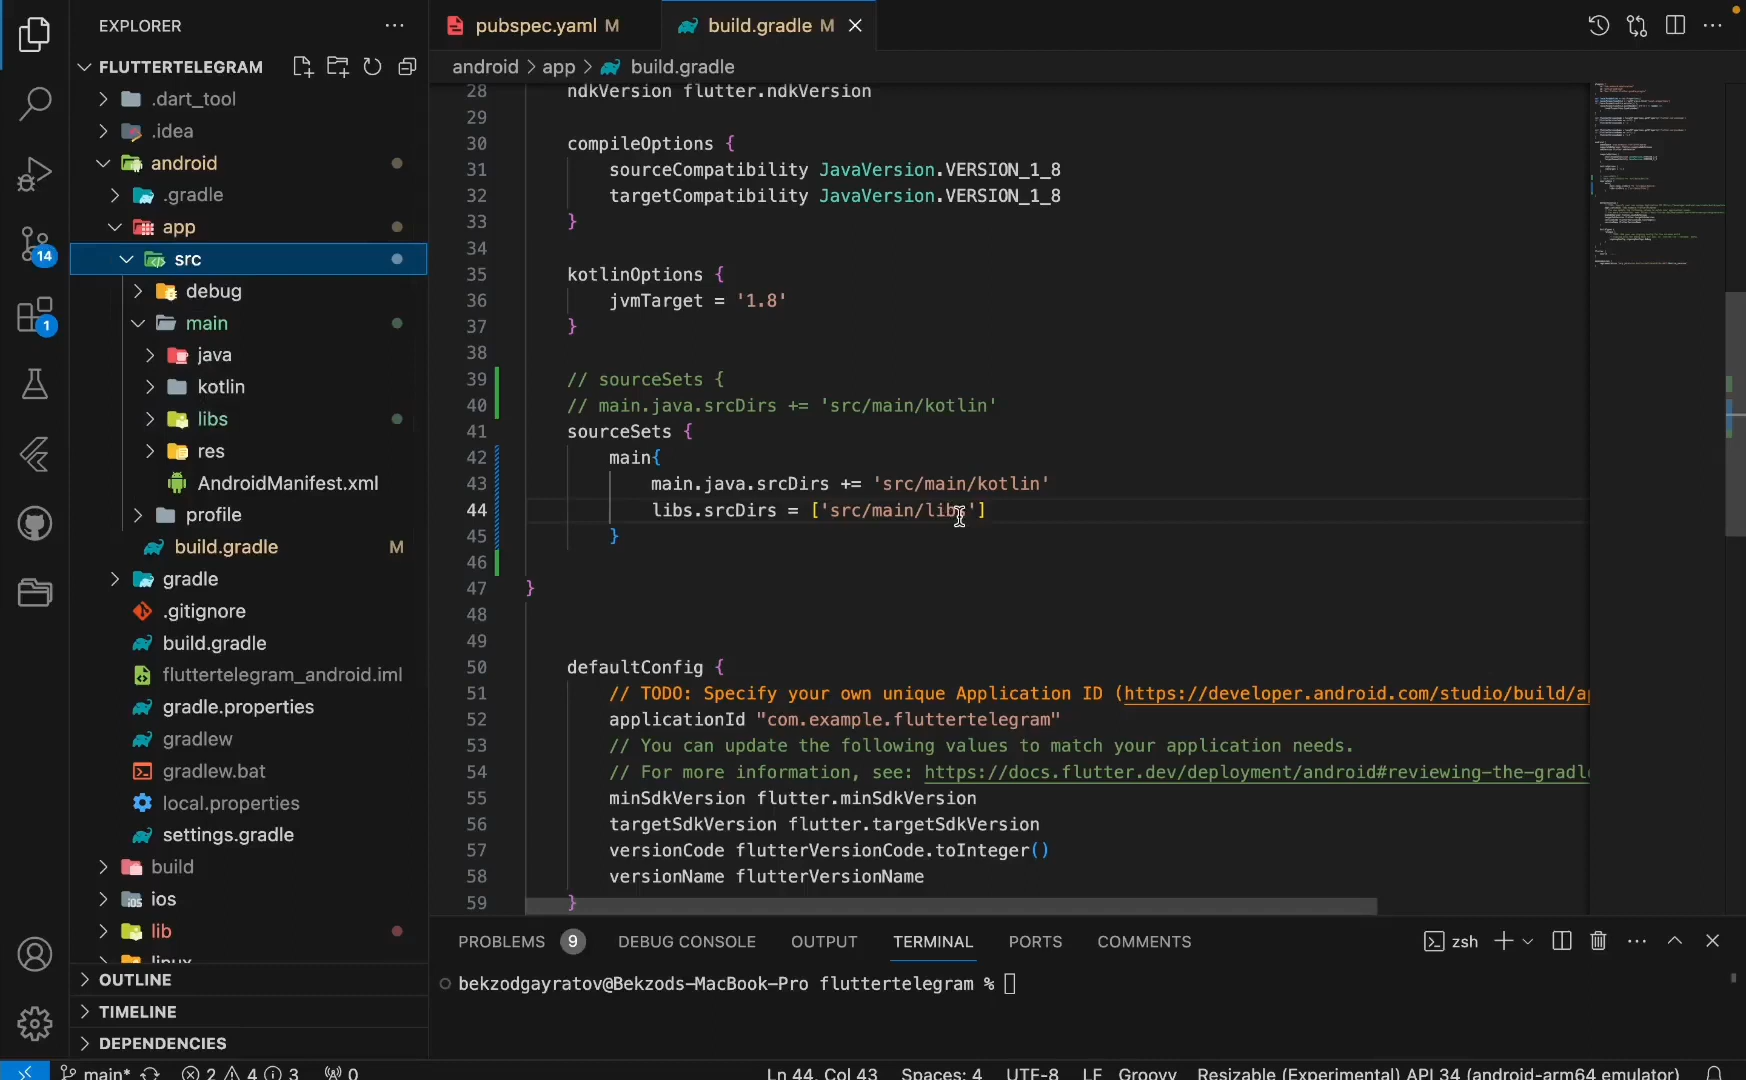 EXPLORER
FLUTTERTELEGRAM
.dart_tool
.idea
android
.gradle
app
src
debug
main
java
kotlin
libs
res
AndroidManifest.xml
profile
build.gradle M
gradle
.gitignore
build.gradle
fluttertelegram_android.iml
gradle.properties
gradlew
gradlew.bat
local.properties
settings.gradle
build
ios
lib
linux
OUTLINE
TIMELINE
DEPENDENCIES
14
1
pubspec.yaml M
build.gradle M
android > app > build.gradle
28 ndkVersion flutter.ndkVersion
29
30 compileOptions {
31 sourceCompatibility JavaVersion.VERSION_1_8
32 targetCompatibility JavaVersion.VERSION_1_8
33 }
34
35 kotlinOptions {
36 jvmTarget = '1.8'
37 }
38
39 // sourceSets {
40 // main.java.srcDirs += 'src/main/kotlin'
41 sourceSets {
42 main{
43 main.java.srcDirs += 'src/main/kotlin'
44 libs.srcDirs = ['src/main/libs']
45 }
46
47 }
48
49
50 defaultConfig {
51 // TODO: Specify your own unique Application ID (https://developer.android.com/studio/build/ap
52 applicationId "com.example.fluttertelegram"
53 // You can update the following values to match your application needs.
54 // For more information, see: https://docs.flutter.dev/deployment/android#reviewing-the-gradle
55 minSdkVersion flutter.minSdkVersion
56 targetSdkVersion flutter.targetSdkVersion
57 versionCode flutterVersionCode.toInteger()
58 versionName flutterVersionName
59 }
PROBLEMS 9 DEBUG CONSOLE OUTPUT TERMINAL PORTS COMMENTS zsh
bekzodgayratov@Bekzods-MacBook-Pro fluttertelegram %
main* 2 4 3 0 Ln 44, Col 43 Spaces: 4 UTF-8 LF Groovy Resizable (Experimental) API 34 (android-arm64 emulator)